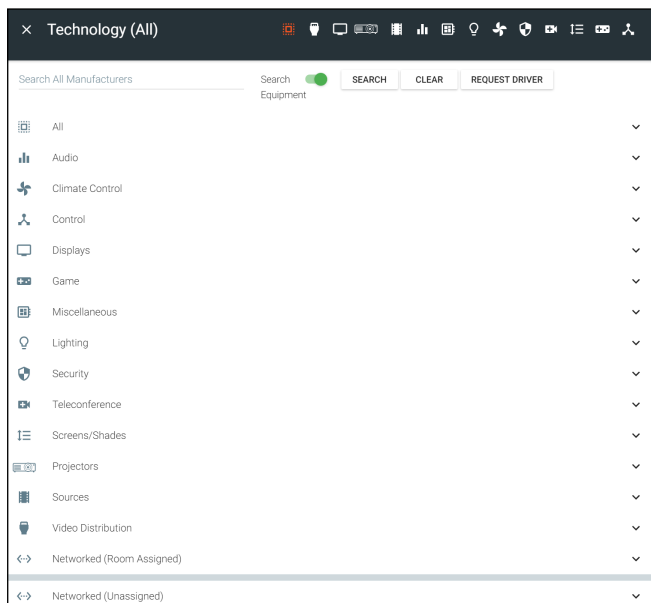 Technology (All)
Search All Manufacturers
Search
Equipment
SEARCH
CLEAR
REQUEST DRIVER
All
Audio
Climate Control
Control
Displays
Game
Miscellaneous
Lighting
Security
Teleconference
Screens/Shades
Projectors
Sources
Video Distribution
Networked (Room Assigned)
Networked (Unassigned)